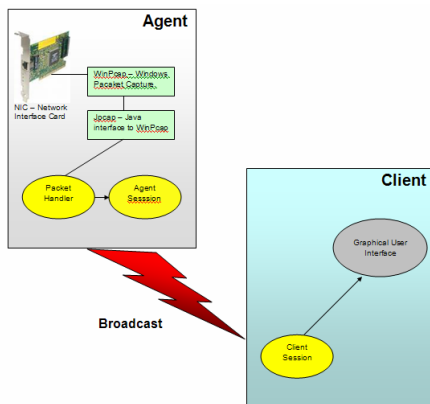 Agent
NIC – Network
Interface Card
WinPcap – Windows
Pacaket Capture.
Jpcap – Java
interface to WinPcap
Packet
Handler
Agent
Sesssion
Client
Graphical User
Interface
Broadcast
Client
Session